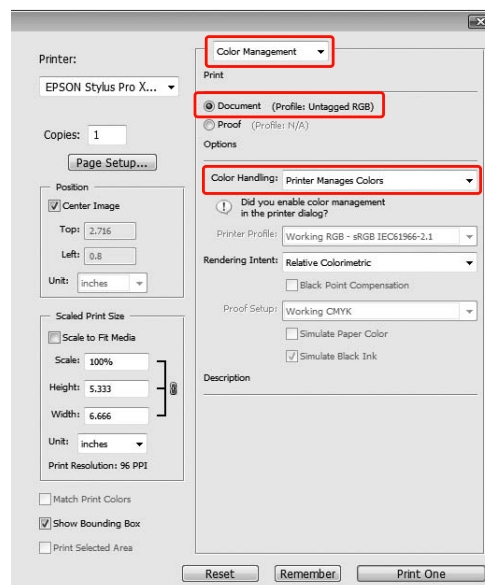 Printer:
EPSON Stylus Pro X...
Copies: 1
Page Setup...
Position
Center Image
Top: 2.716
Left: 0.8
Unit: inches
Scaled Print Size
Scale to Fit Media
Scale: 100%
Height: 5.333
Width: 6.666
Unit: inches
Print Resolution: 96 PPI
Match Print Colors
Show Bounding Box
Print Selected Area
Color Management
Print
Document (Profile: Untagged RGB)
Proof (Profile: N/A)
Options
Color Handling: Printer Manages Colors
Did you enable color management
in the printer dialog?
Printer Profile: Working RGB - sRGB IEC61966-2.1
Rendering Intent: Relative Colorimetric
Black Point Compensation
Proof Setup: Working CMYK
Simulate Paper Color
Simulate Black Ink
Description
Reset Remember Print One